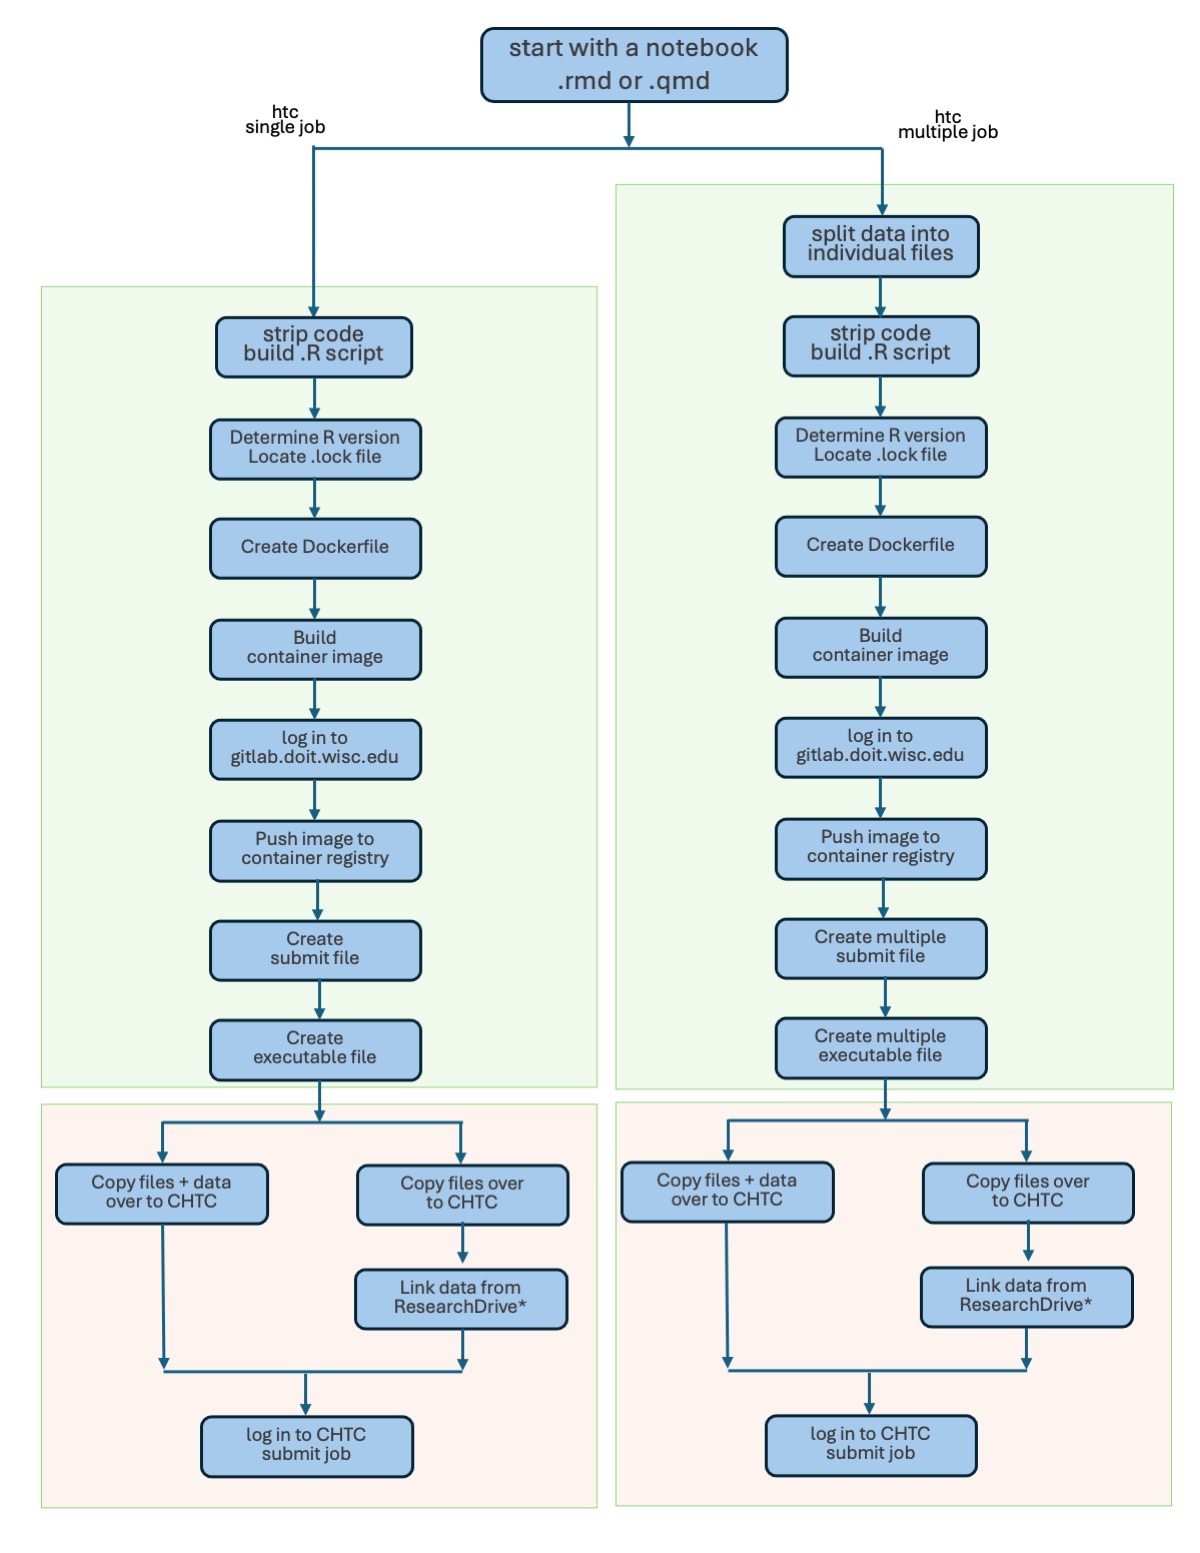 start with a notebook
.rmd or .qmd
htc
single job
htc
multiple job
strip code
build .R script
Determine R version
Locate .lock file
Create Dockerfile
Build
container image
log in to
gitlab.doit.wisc.edu
Push image to
container registry
Create
submit file
Create
executable file
Copy files + data
over to CHTC
Copy files over
to CHTC
Link data from
ResearchDrive*
log in to CHTC
submit job
split data into
individual files
strip code
build .R script
Determine R version
Locate .lock file
Create Dockerfile
Build
container image
log in to
gitlab.doit.wisc.edu
Push image to
container registry
Create multiple
submit file
Create multiple
executable file
Copy files + data
over to CHTC
Copy files over
to CHTC
Link data from
ResearchDrive*
log in to CHTC
submit job